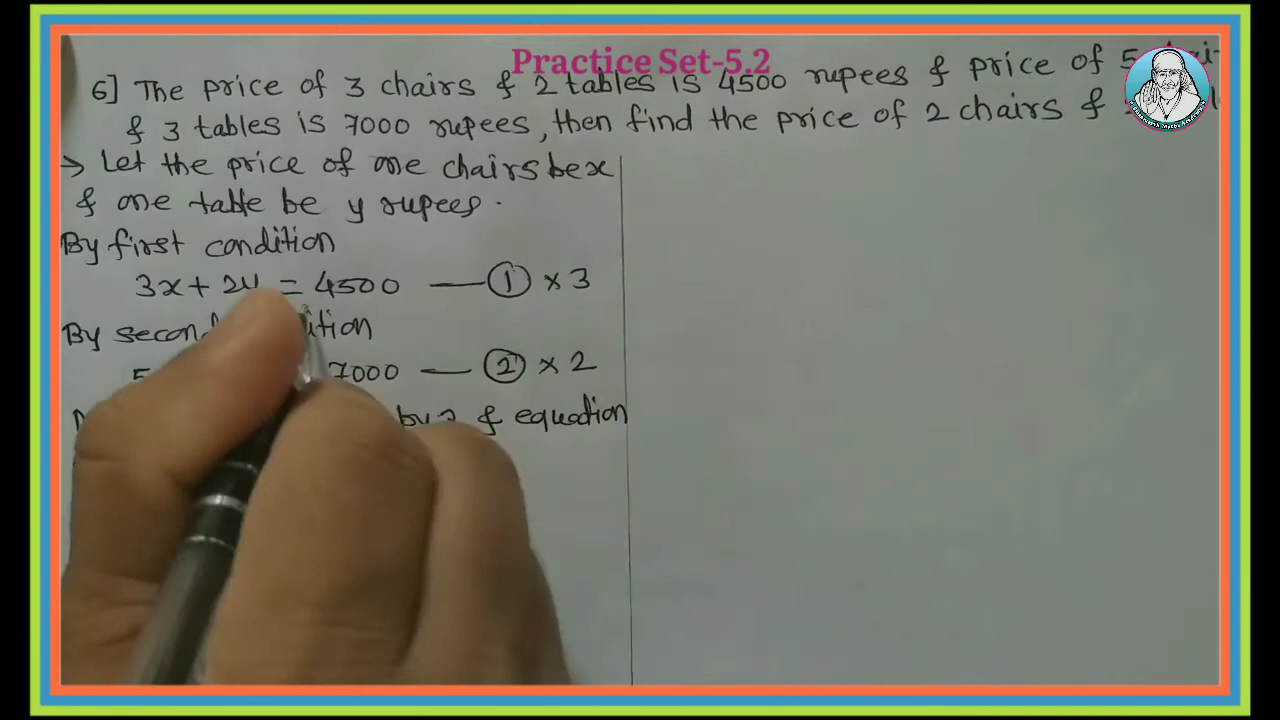 Practice Set-5.2
6] The price of 3 chairs & 2 tables is 4500 rupees & price of 5
& 3 tables is 7000 rupees, then find the price of 2 chairs &
→ Let the price of one chairs be x
& one table be y rupees.
By first condition
3x + 2y = 4500 — ① × 3
By
7000 — ② × 2
& equation